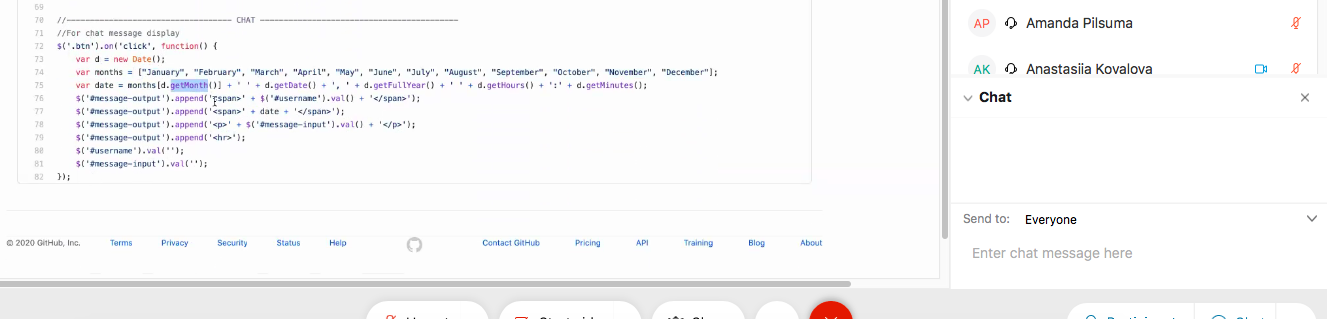 69
70 //----------------------------------- CHAT ------------------------------------------
71 //For chat message display
72 $('.btn').on('click', function() {
73 var d = new Date();
74 var months = ["January", "February", "March", "April", "May", "June", "July", "August", "September", "October", "November", "December"];
75 var date = months[d.getMonth()] + ' ' + d.getDate() + ', ' + d.getFullYear() + ' ' + d.getHours() + ':' + d.getMinutes();
76 $('#message-output').append('<span>' + $('#username').val() + '</span>');
77 $('#message-output').append('<span>' + date + '</span>');
78 $('#message-output').append('<p>' + $('#message-input').val() + '</p>');
79 $('#message-output').append('<hr>');
80 $('#username').val('');
81 $('#message-input').val('');
82 });
© 2020 GitHub, Inc. Terms Privacy Security Status Help Contact GitHub Pricing API Training Blog About
AP Amanda Pilsuma
AK Anastasiia Kovalova
Chat
Send to: Everyone
Enter chat message here